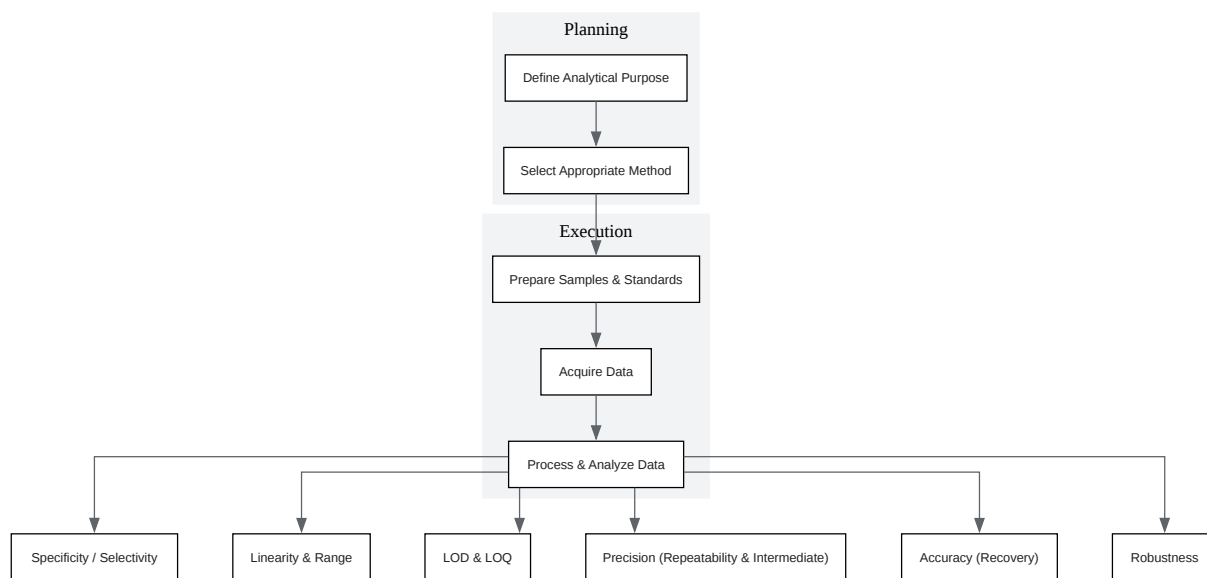 Planning
Define Analytical Purpose
Select Appropriate Method
Execution
Prepare Samples & Standards
Acquire Data
Process & Analyze Data
Specificity / Selectivity
Linearity & Range
LOD & LOQ
Precision (Repeatability & Intermediate)
Accuracy (Recovery)
Robustness